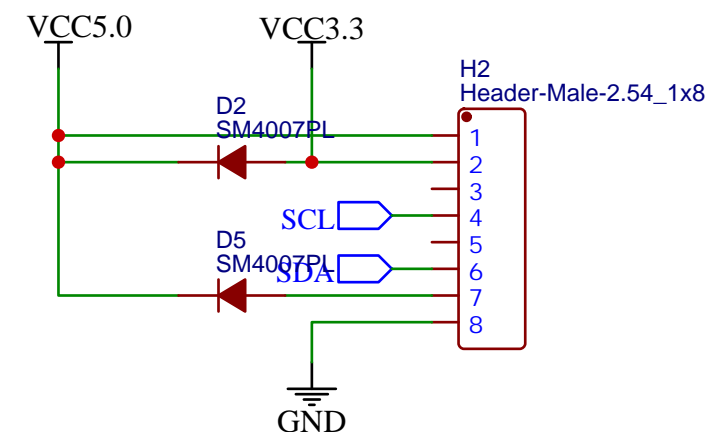 VCC5.0
VCC3.3
H2
Header-Male-2.54_1x8
D2
SM4007PL
1
2
3
SCL
4
D5
5
SM4007PL
SDA
6
7
8
GND